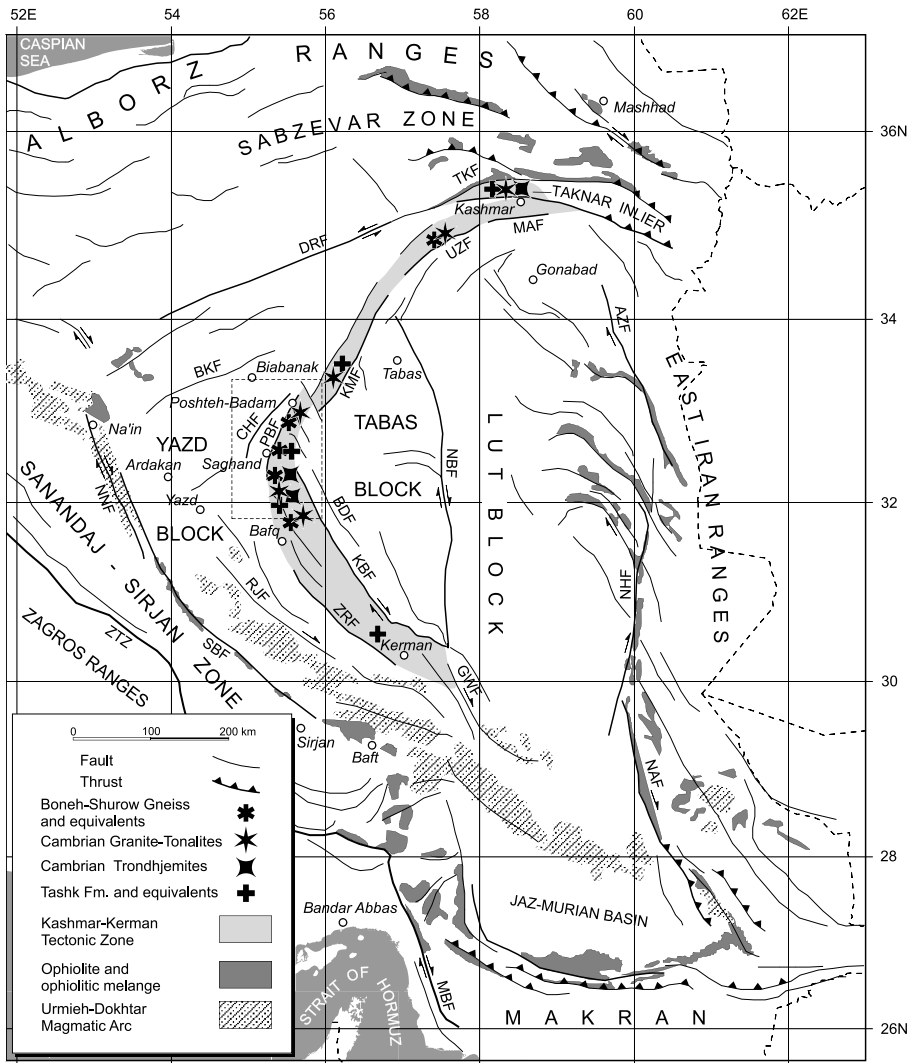 52E
54
56
58
60
62E
CASPIAN
SEA
ALBORZ
RANGES
Mashhad
36N
SABZEVAR ZONE
TKF
TAKNAR INLIER
Kashmar
MAF
DRF
UZF
Gonabad
34
AZF
EAST IRAN RANGES
BKF
Biabanak
KMF
Tabas
Poshteh-Badam
CHF
PBF
TABAS
BLOCK
LUT BLOCK
Na'in
YAZD
BLOCK
Ardakan
Saghand
NBF
NNF
Yazd
32
BDF
Bafq
SANANDAJ - SIRJAN ZONE
KBF
RJF
NHF
ZRF
Kerman
ZAGROS RANGES
ZTZ
SBF
GWF
30
0 100 200 km
Sirjan
Baft
NAF
Fault
Thrust
Boneh-Shurow Gneiss
and equivalents
Cambrian Granite-Tonalites
Cambrian Trondhjemites
Tashk Fm. and equivalents
Kashmar-Kerman
Tectonic Zone
Ophiolite and
ophiolitic melange
Urmieh-Dokhtar
Magmatic Arc
28
JAZ-MURIAN BASIN
Bandar Abbas
STRAIT OF
HORMUZ
MBF
MAKRAN
26N